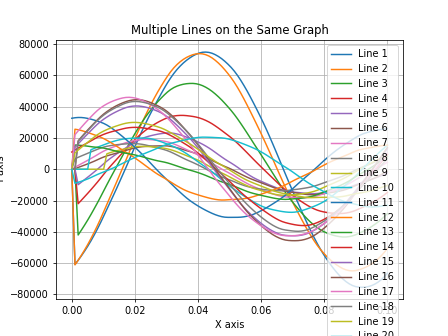 Multiple Lines on the Same Graph
80000
60000
40000
20000
0
−20000
−40000
−60000
−80000
0.00
0.02
0.04
0.06
X axis
Line 1
Line 2
Line 3
Line 4
Line 5
Line 6
Line 7
Line 8
Line 9
Line 10
Line 11
Line 12
Line 13
Line 14
Line 15
Line 16
Line 17
Line 18
Line 19
Line 20